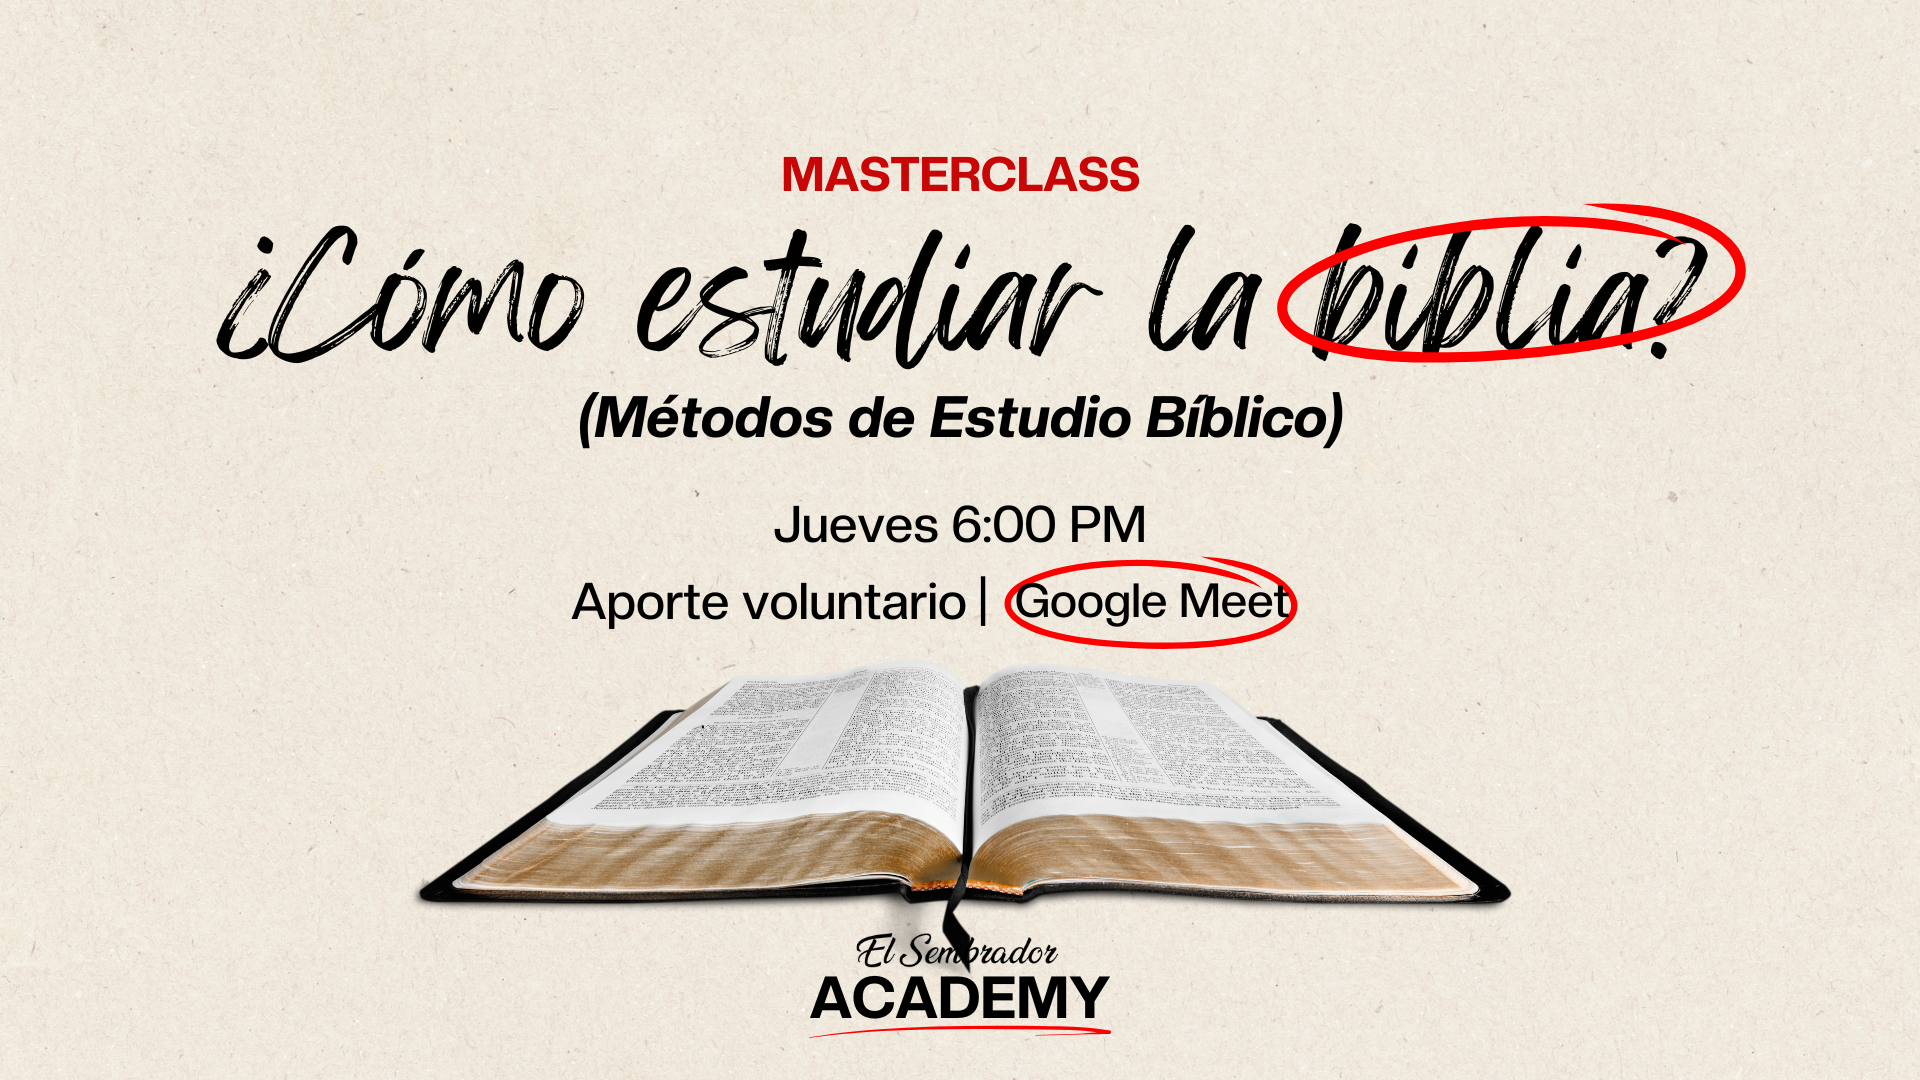 MASTERCLASS
¿Cómo estudiar la biblia?
(Métodos de Estudio Bíblico)
Jueves 6:00 PM
Aporte voluntario | Google Meet
El Sembrador
ACADEMY